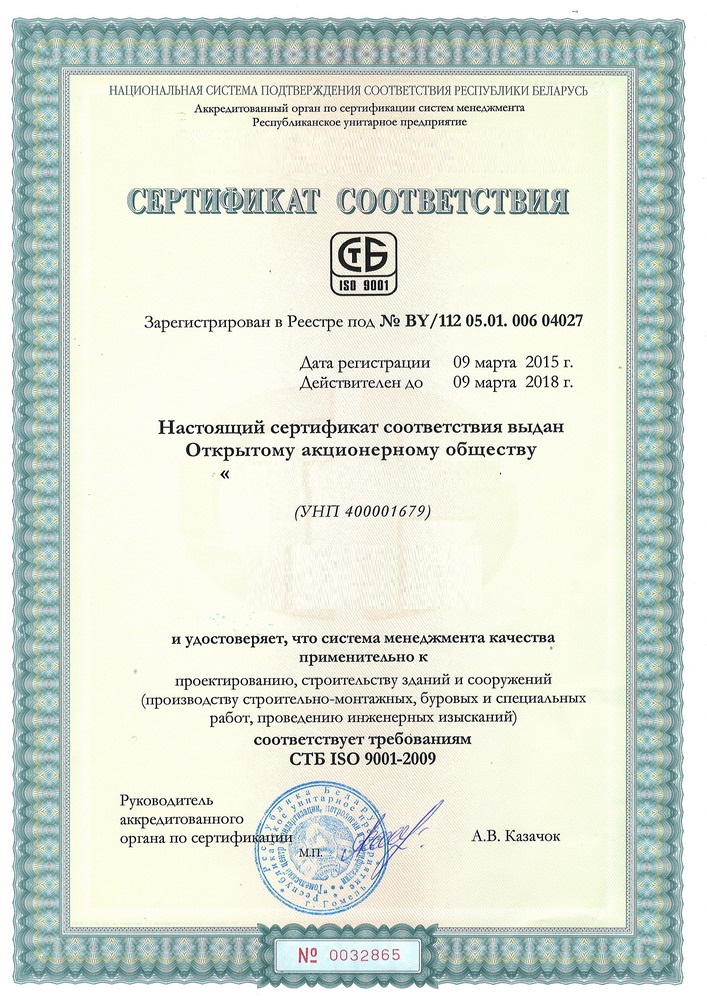 НАЦИОНАЛЬНАЯ СИСТЕМА ПОДТВЕРЖДЕНИЯ СООТВЕТСТВИЯ РЕСПУБЛИКИ БЕЛАРУСЬ
Аккредитованный орган по сертификации систем менеджмента
Республиканское унитарное предприятие
СЕРТИФИКАТ СООТВЕТСТВИЯ
СТБ
ISO 9001
Зарегистрирован в Реестре под № BY/112 05.01. 006 04027
Дата регистрации 09 марта 2015 г.
Действителен до 09 марта 2018 г.
Настоящий сертификат соответствия выдан
Открытому акционерному обществу
«
(УНП 400001679)
и удостоверяет, что система менеджмента качества
применительно к
проектированию, строительству зданий и сооружений
(производству строительно-монтажных, буровых и специальных
работ, проведению инженерных изысканий)
соответствует требованиям
СТБ ISO 9001-2009
Руководитель
аккредитованного
органа по сертификации
М.П.
А.В. Казачок
Республика Беларусь
г. Гомель
№ 0032865